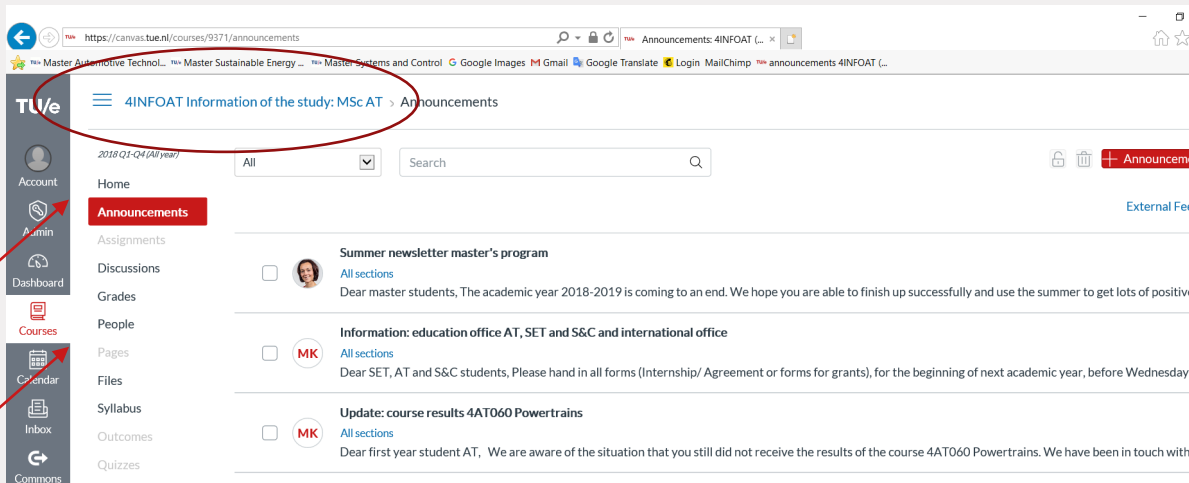 https://canvas.tue.nl/courses/9371/announcements
TU/e Announcements: 4INFOAT (... ×
Master Automotive Technol... Master Sustainable Energy ... Master Systems and Control Google Images Gmail Google Translate Login MailChimp announcements 4INFOAT (...
TU/e
4INFOAT Information of the study: MSc AT > Announcements
2018 Q1-Q4 (All year)
All
Search
+ Announceme
Account
Home
Announcements
External Fee
Admin
Assignments
Summer newsletter master's program
Discussions
All sections
Dashboard
Dear master students, The academic year 2018-2019 is coming to an end. We hope you are able to finish up successfully and use the summer to get lots of positive
Grades
People
Courses
Information: education office AT, SET and S&C and international office
Pages
MK
All sections
Calendar
Dear SET, AT and S&C students, Please hand in all forms (Internship/ Agreement or forms for grants), for the beginning of next academic year, before Wednesday
Files
Syllabus
Update: course results 4AT060 Powertrains
Inbox
Outcomes
MK
All sections
Dear first year student AT, We are aware of the situation that you still did not receive the results of the course 4AT060 Powertrains. We have been in touch with
Quizzes
Commons